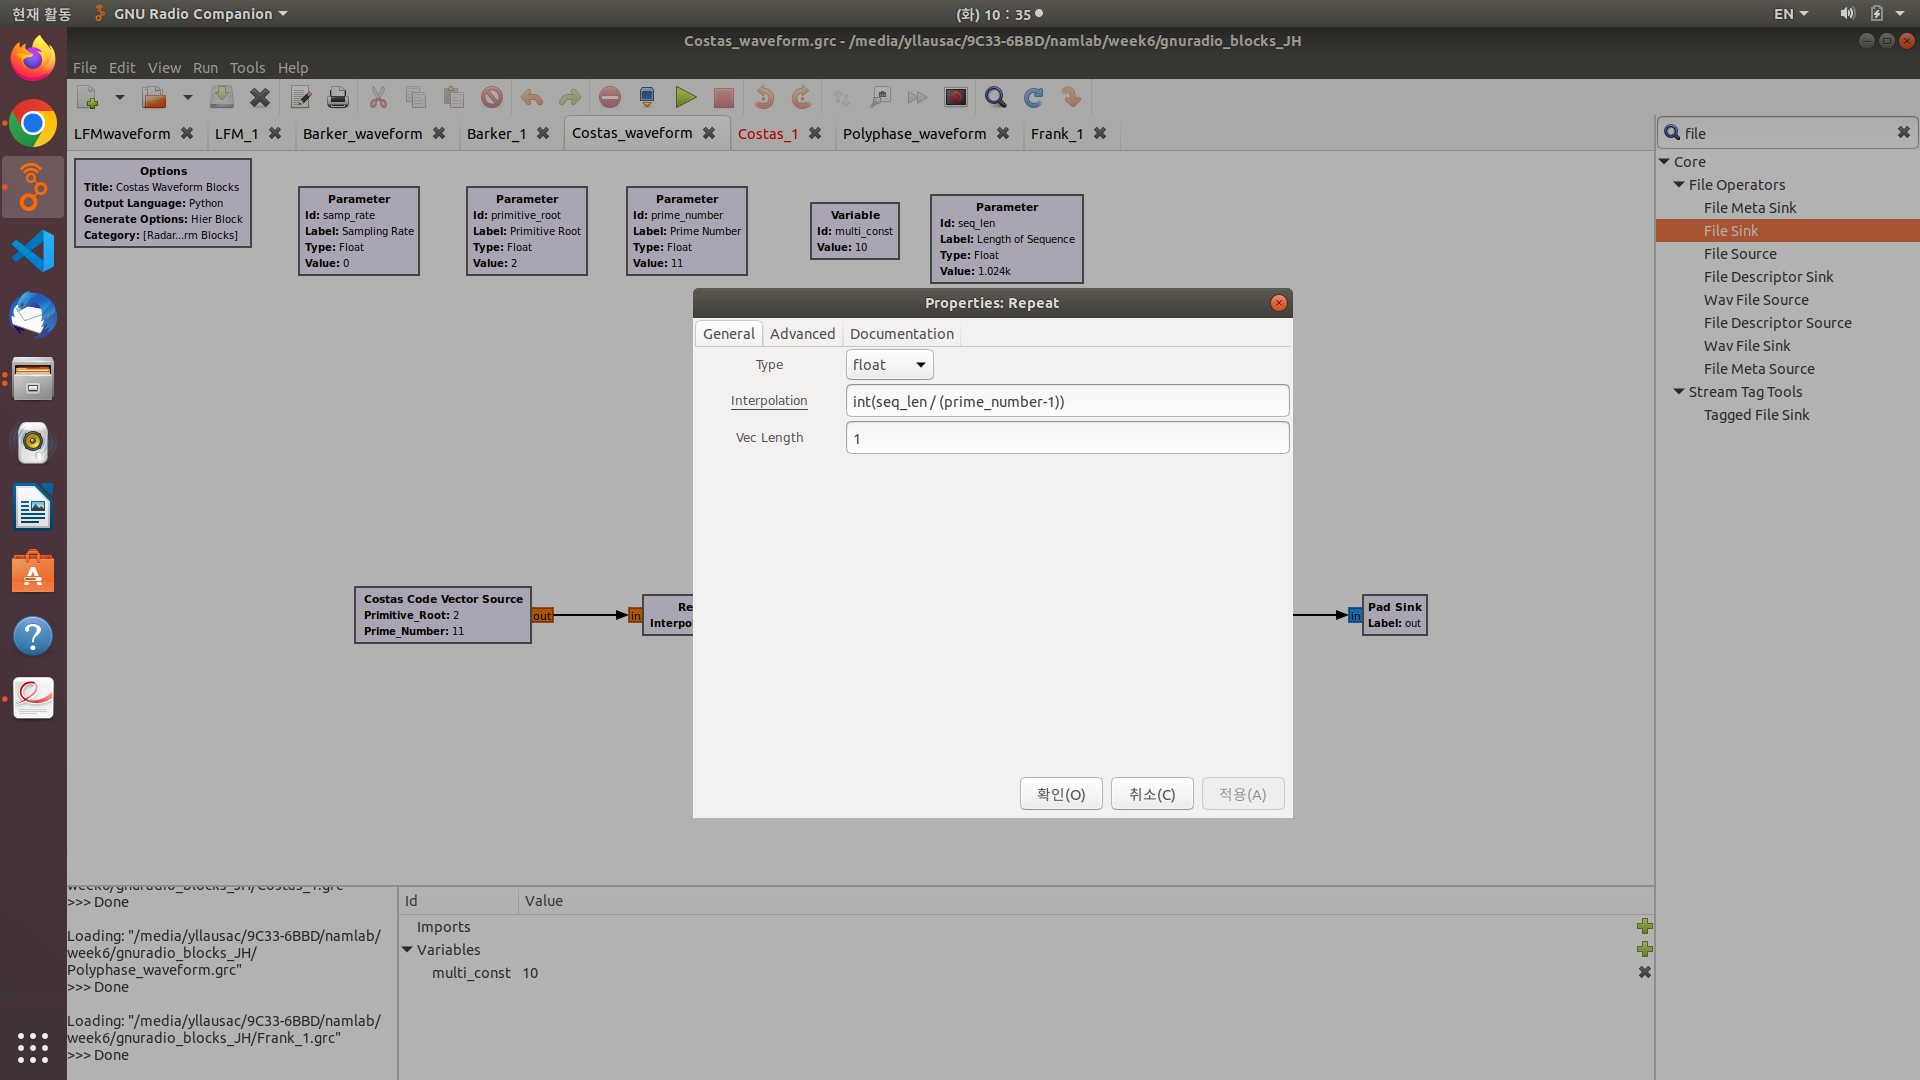 현재 활동
GNU Radio Companion
(화) 10 : 35
EN
Costas_waveform.grc - /media/yllausac/9C33-6BBD/namlab/week6/gnuradio_blocks_JH
File Edit View Run Tools Help
LFMwaveform
LFM_1
Barker_waveform
Barker_1
Costas_waveform
Costas_1
Polyphase_waveform
Frank_1
Options
Title: Costas Waveform Blocks
Output Language: Python
Generate Options: Hier Block
Category: [Radar...rm Blocks]
Parameter
Id: samp_rate
Label: Sampling Rate
Type: Float
Value: 0
Parameter
Id: primitive_root
Label: Primitive Root
Type: Float
Value: 2
Parameter
Id: prime_number
Label: Prime Number
Type: Float
Value: 11
Variable
Id: multi_const
Value: 10
Parameter
Id: seq_len
Label: Length of Sequence
Type: Float
Value: 1.024k
Properties: Repeat
General
Advanced
Documentation
Type
float
Interpolation
int(seq_len / (prime_number-1))
Vec Length
1
확인(O)
취소(C)
적용(A)
Costas Code Vector Source
Primitive_Root: 2
Prime_Number: 11
out
in
Re
Interpo
in
Pad Sink
Label: out
file
Core
File Operators
File Meta Sink
File Sink
File Source
File Descriptor Sink
Wav File Source
File Descriptor Source
Wav File Sink
File Meta Source
Stream Tag Tools
Tagged File Sink
week6/gnuradio_blocks_JH/Costas_1.grc"
>>> Done
Loading: "/media/yllausac/9C33-6BBD/namlab/
week6/gnuradio_blocks_JH/
Polyphase_waveform.grc"
>>> Done
Loading: "/media/yllausac/9C33-6BBD/namlab/
week6/gnuradio_blocks_JH/Frank_1.grc"
>>> Done
Id
Value
Imports
Variables
multi_const
10